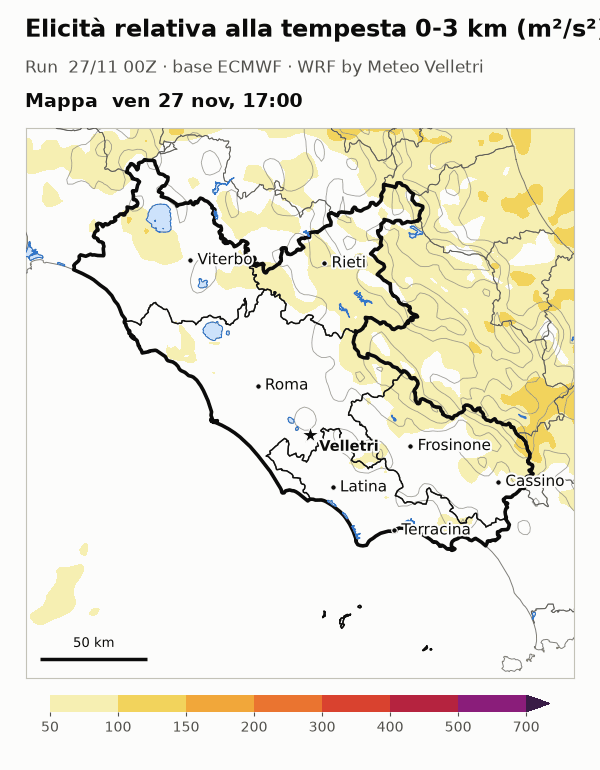 Elicità relativa alla tempesta 0-3 km (m²/s²)
Run 27/11 00Z · base ECMWF · WRF by Meteo Velletri
Mappa ven 27 nov, 17:00
Viterbo
Rieti
Roma
Velletri
Frosinone
Cassino
Latina
Terracina
50 km
50 100 150 200 300 400 500 700